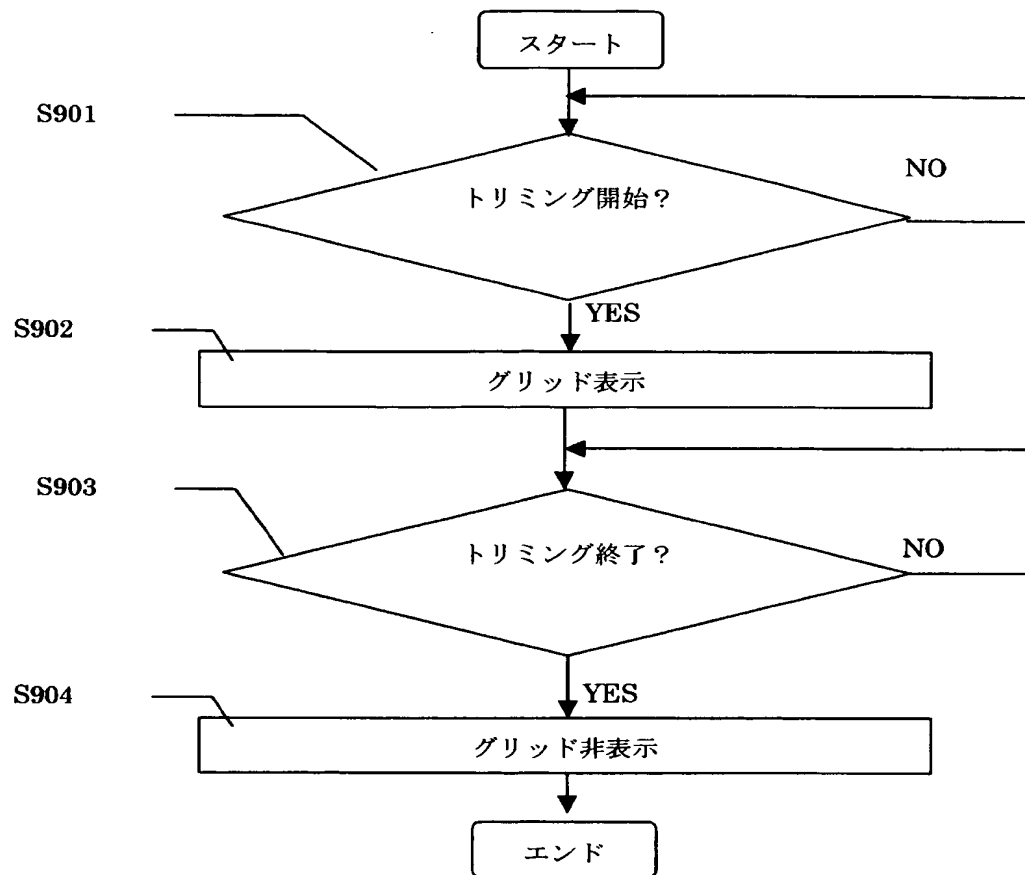 スタート
S901
トリミング開始？
NO
YES
S902
グリッド表示
S903
トリミング終了？
NO
YES
S904
グリッド非表示
エンド